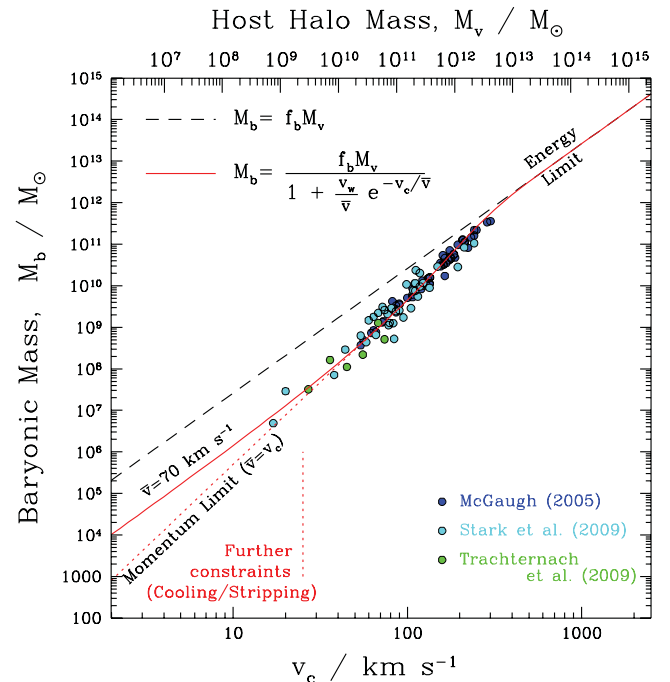 Host Halo Mass, M_v / M_⊙
10^7 10^8 10^9 10^10 10^11 10^12 10^13 10^14 10^15
10^15
10^14
10^13
10^12
10^11
10^10
10^9
10^8
10^7
10^6
10^5
10^4
1000
100
Baryonic Mass, M_b / M_⊙
M_b= f_bM_v
M_b= f_bM_v / 1 + v_w/v̄ e^-v_c/v̄
Energy
Limit
v̄=70 km s^-1
Momentum Limit (v̄=v_c)
Further
constraints
(Cooling/Stripping)
McGaugh (2005)
Stark et al. (2009)
Trachternach
et al. (2009)
10 100 1000
v_c / km s^-1